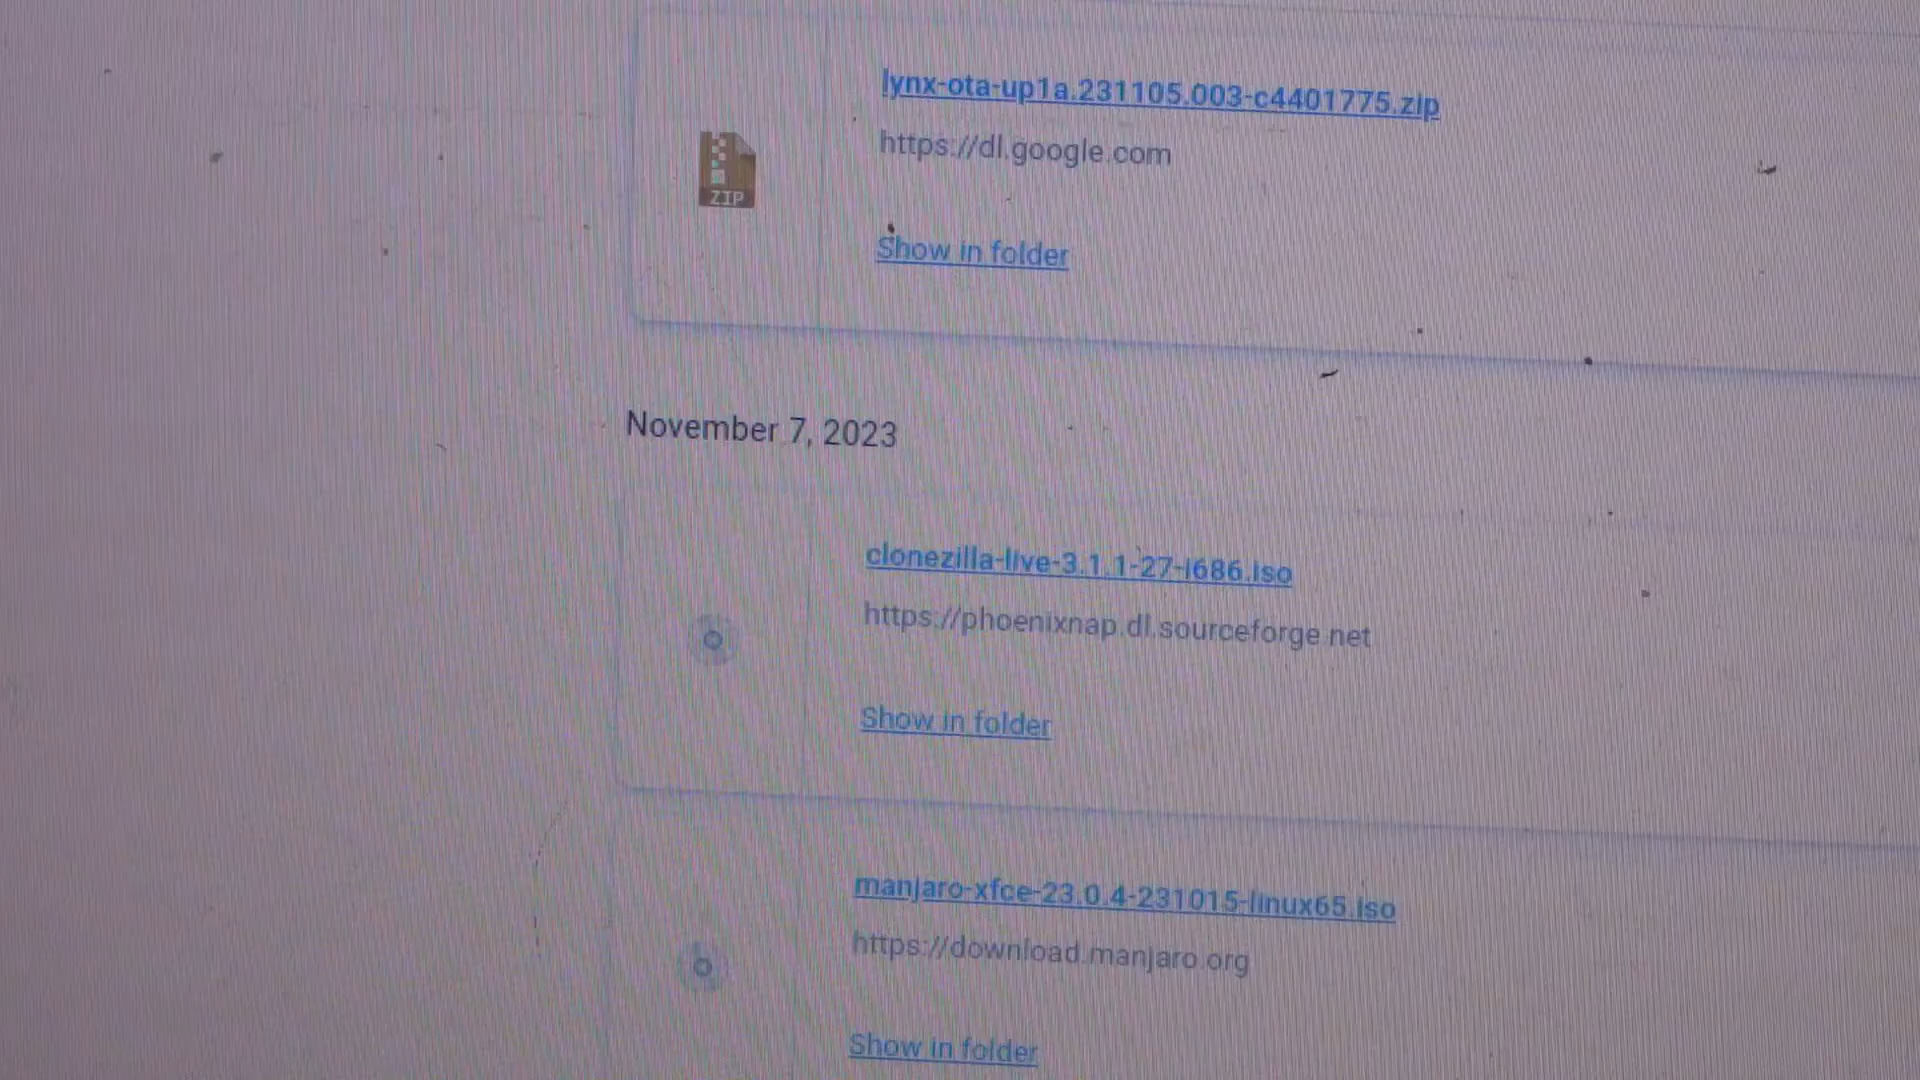 lynx-ota-up1a.231105.003-c4401775.zip
https://dl.google.com
ZIP
Show in folder
November 7, 2023
clonezilla-live-3.1.1-27-i686.iso
https://phoenixnap.dl.sourceforge.net
Show in folder
manjaro-xfce-23.0.4-231015-linux65.iso
https://download.manjaro.org
Show in folder